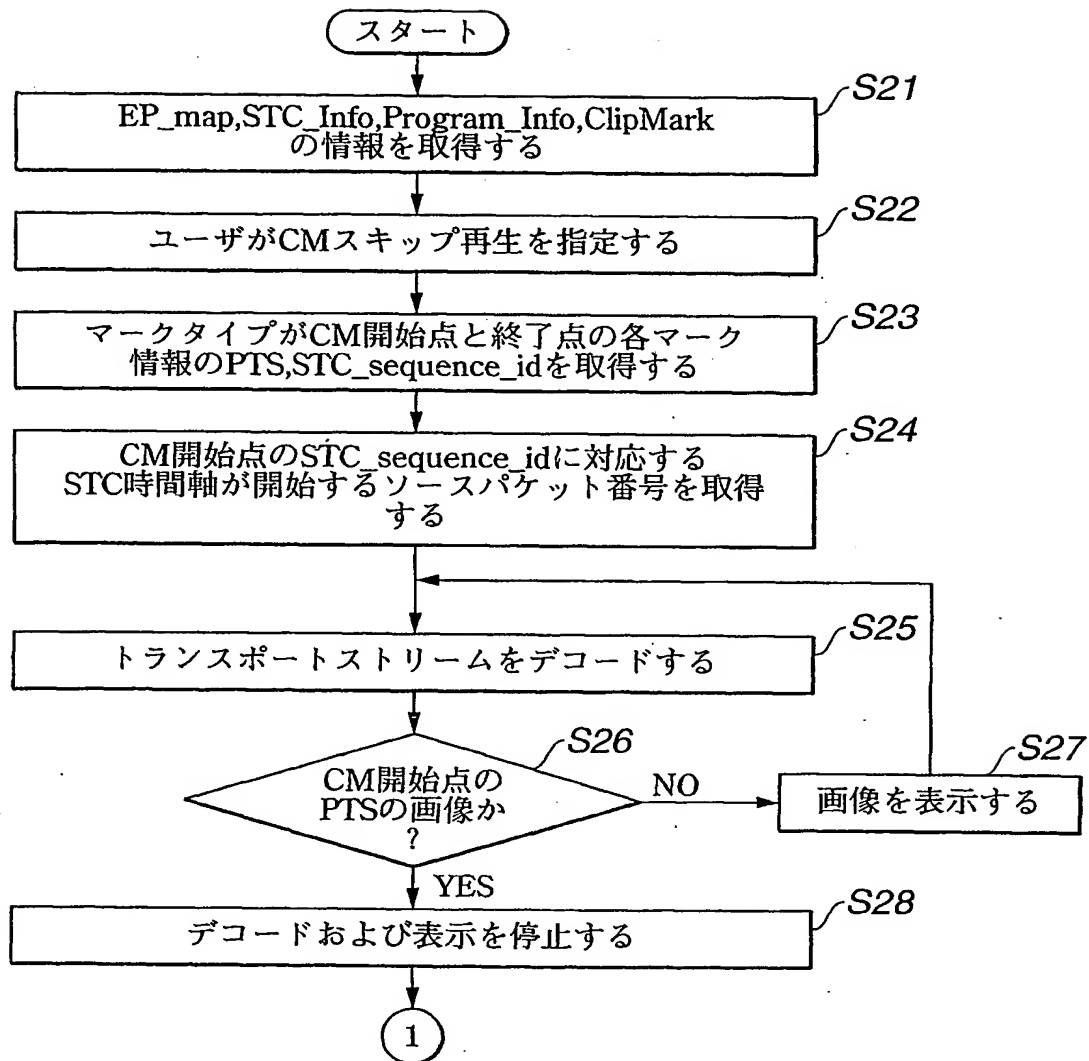 スタート
S21
EP_map,STC_Info,Program_Info,ClipMark
の情報を取得する
S22
ユーザがCMスキップ再生を指定する
S23
マークタイプがCM開始点と終了点の各マーク
情報のPTS,STC_sequence_idを取得する
S24
CM開始点のSTC_sequence_idに対応する
STC時間軸が開始するソースパケット番号を取得
する
S25
トランスポートストリームをデコードする
S26
CM開始点の
PTSの画像か
?
NO
S27
画像を表示する
YES
S28
デコードおよび表示を停止する
1